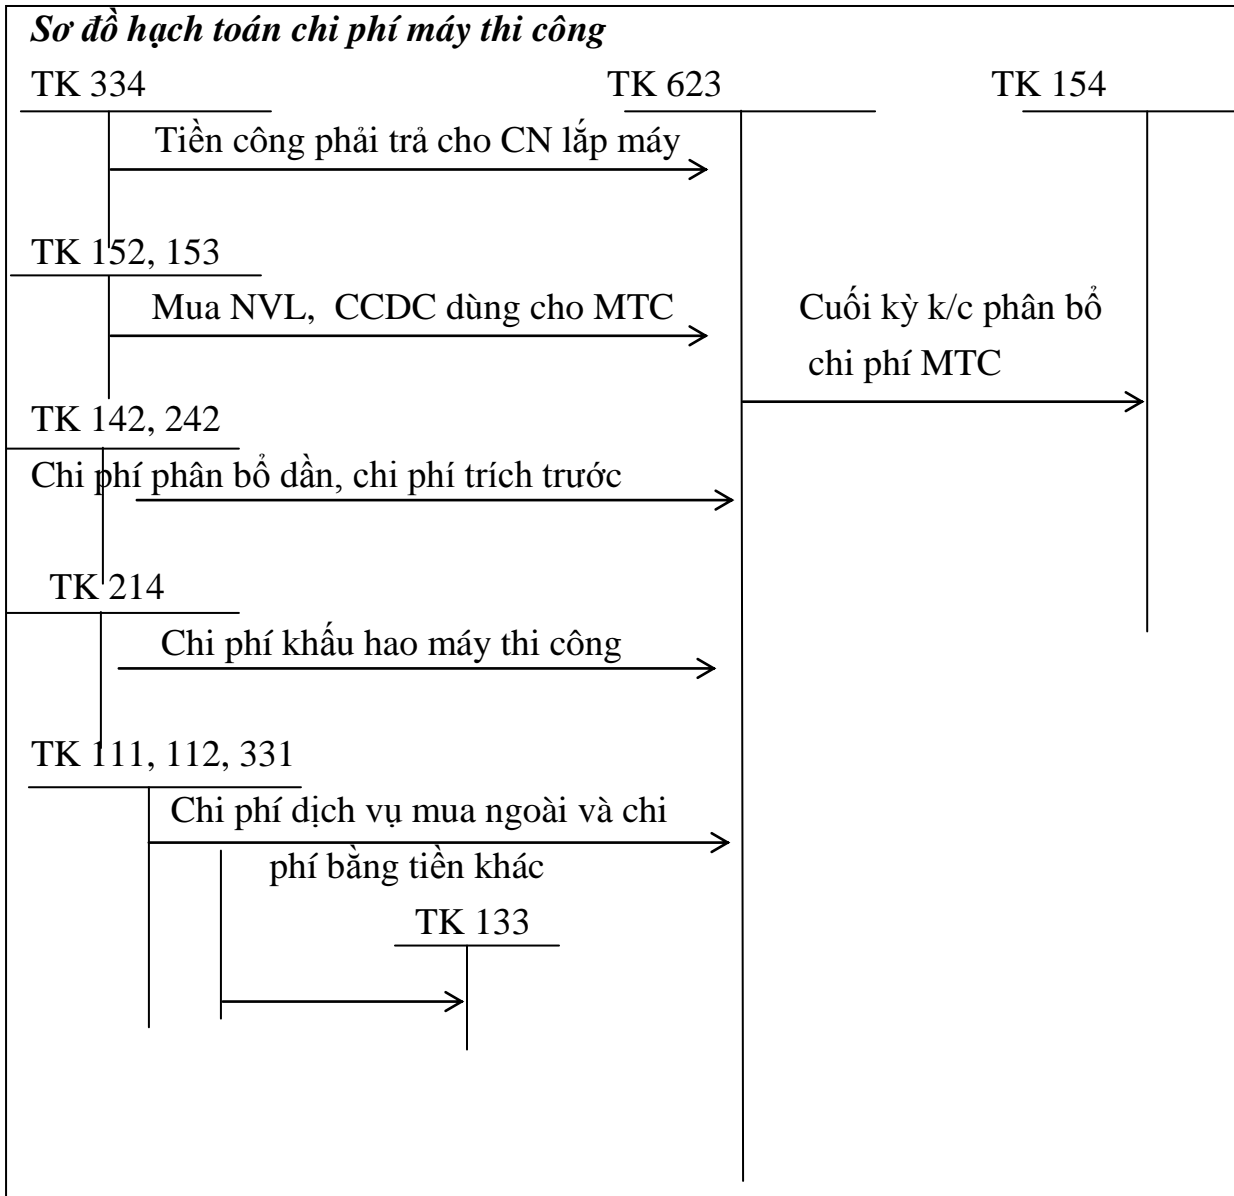 Sơ đồ hạch toán chi phí máy thi công
TK 334
TK 623
TK 154
Tiền công phải trả cho CN lắp máy
TK 152, 153
Mua NVL, CCDC dùng cho MTC
Cuối kỳ k/c phân bổ
chi phí MTC
TK 142, 242
Chi phí phân bổ dần, chi phí trích trước
TK 214
Chi phí khấu hao máy thi công
TK 111, 112, 331
Chi phí dịch vụ mua ngoài và chi
phí bằng tiền khác
TK 133